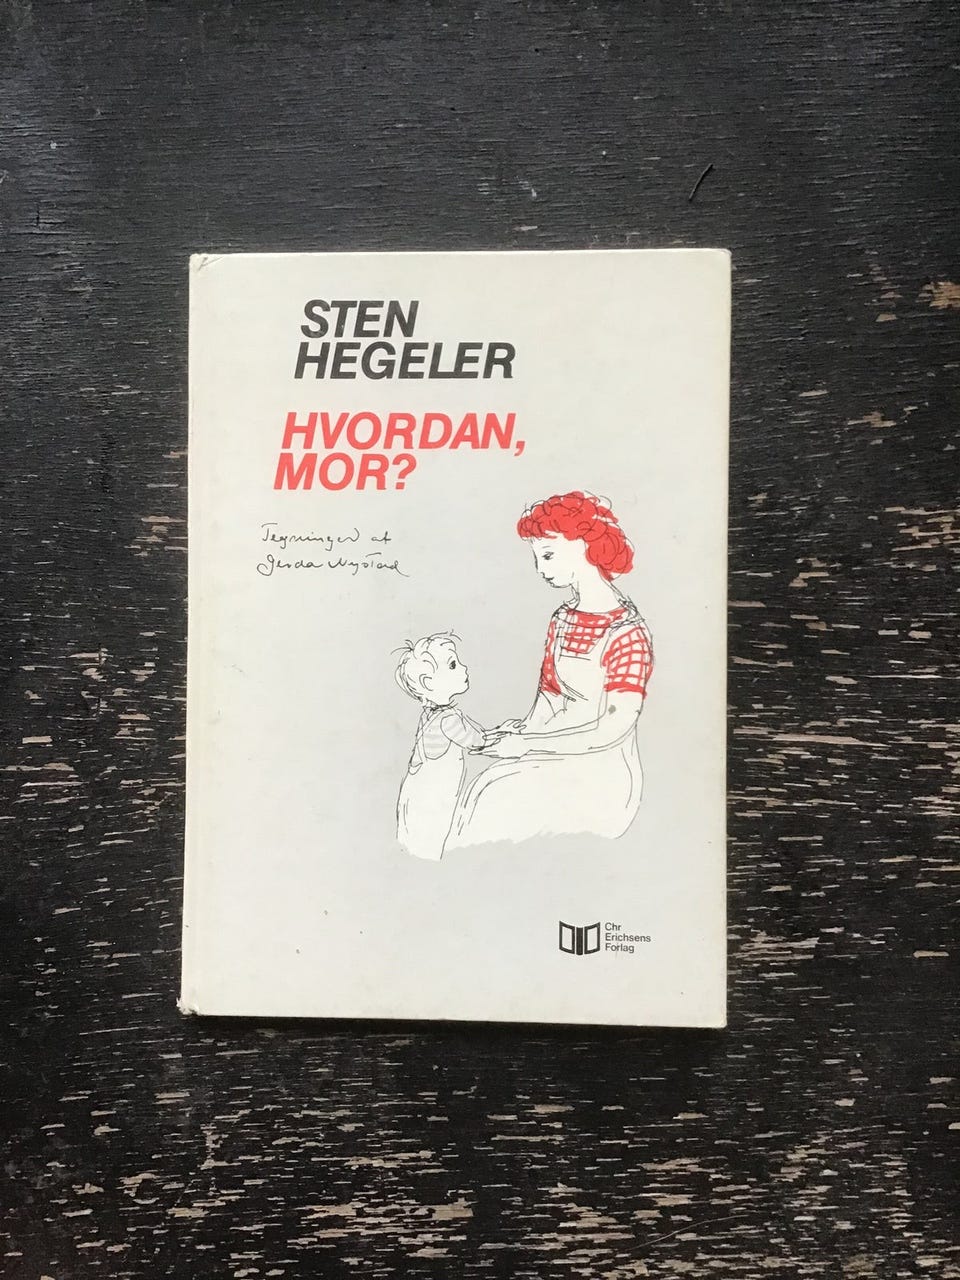 STEN
HEGELER
HVORDAN,
MOR?
Tegninger af
Gerda Nystad
Chr
Erichsens
Forlag